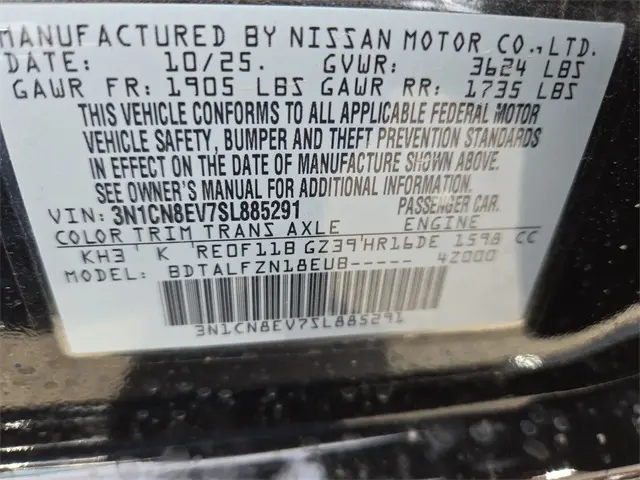 MANUFACTURED BY NISSAN MOTOR CO., LTD.
DATE: 10/25. GVWR: 3624 LBS
GAWR FR: 1905 LBS GAWR RR: 1735 LBS
THIS VEHICLE CONFORMS TO ALL APPLICABLE FEDERAL MOTOR
VEHICLE SAFETY, BUMPER AND THEFT PREVENTION STANDARDS
IN EFFECT ON THE DATE OF MANUFACTURE SHOWN ABOVE.
SEE OWNER'S MANUAL FOR ADDITIONAL INFORMATION.
VIN: 3N1CN8EV7SL885291 PASSENGER CAR.
COLOR TRIM TRANS AXLE ENGINE
KH3 K RE0F11B GZ39 HR16DE 1598 CC
MODEL: BDTALFZN18EUB----- 4Z000
3N1CN8EV7SL885291